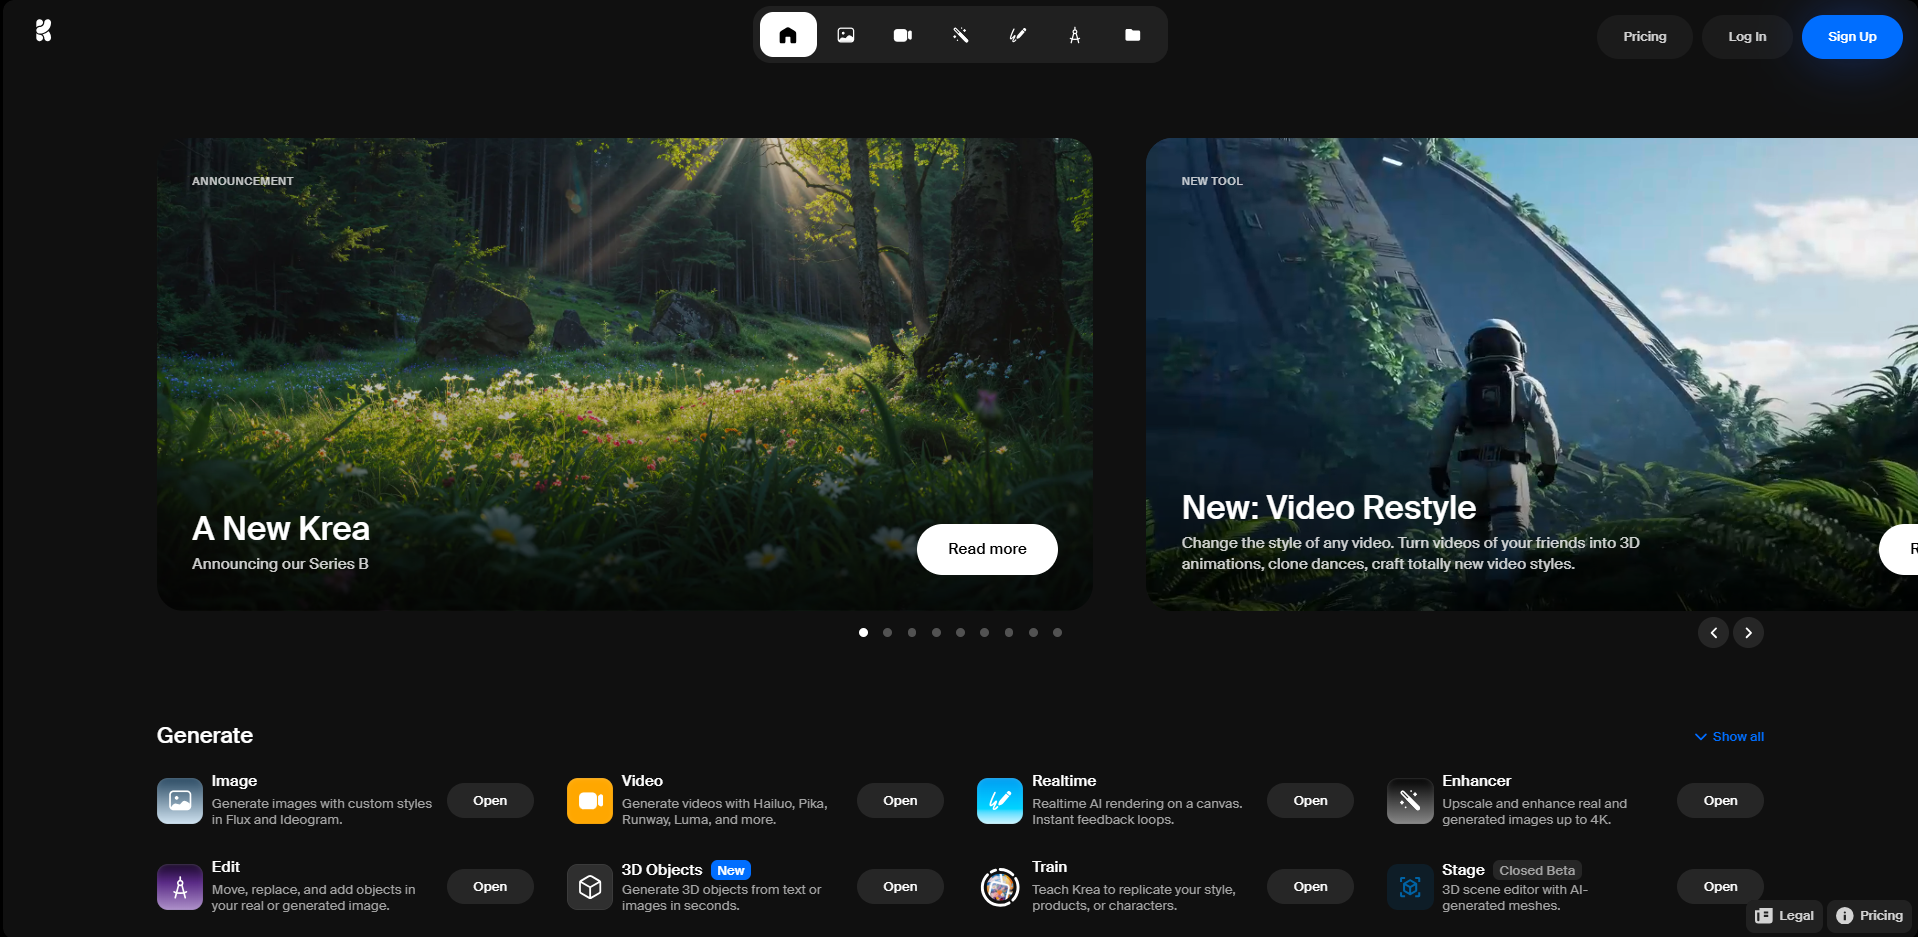 Pricing
Log In
Sign Up
ANNOUNCEMENT
A New Krea
Announcing our Series B
Read more
NEW TOOL
New: Video Restyle
Change the style of any video. Turn videos of your friends into 3D
animations, clone dances, craft totally new video styles.
R
Generate
Show all
Image
Generate images with custom styles
in Flux and Ideogram.
Open
Video
Generate videos with Hailuo, Pika,
Runway, Luma, and more.
Open
Realtime
Realtime AI rendering on a canvas.
Instant feedback loops.
Open
Enhancer
Upscale and enhance real and
generated images up to 4K.
Open
Edit
Move, replace, and add objects in
your real or generated image.
Open
3D Objects New
Generate 3D objects from text or
images in seconds.
Open
Train
Teach Krea to replicate your style,
products, or characters.
Open
Stage Closed Beta
3D scene editor with AI-
generated meshes.
Open
Legal
Pricing